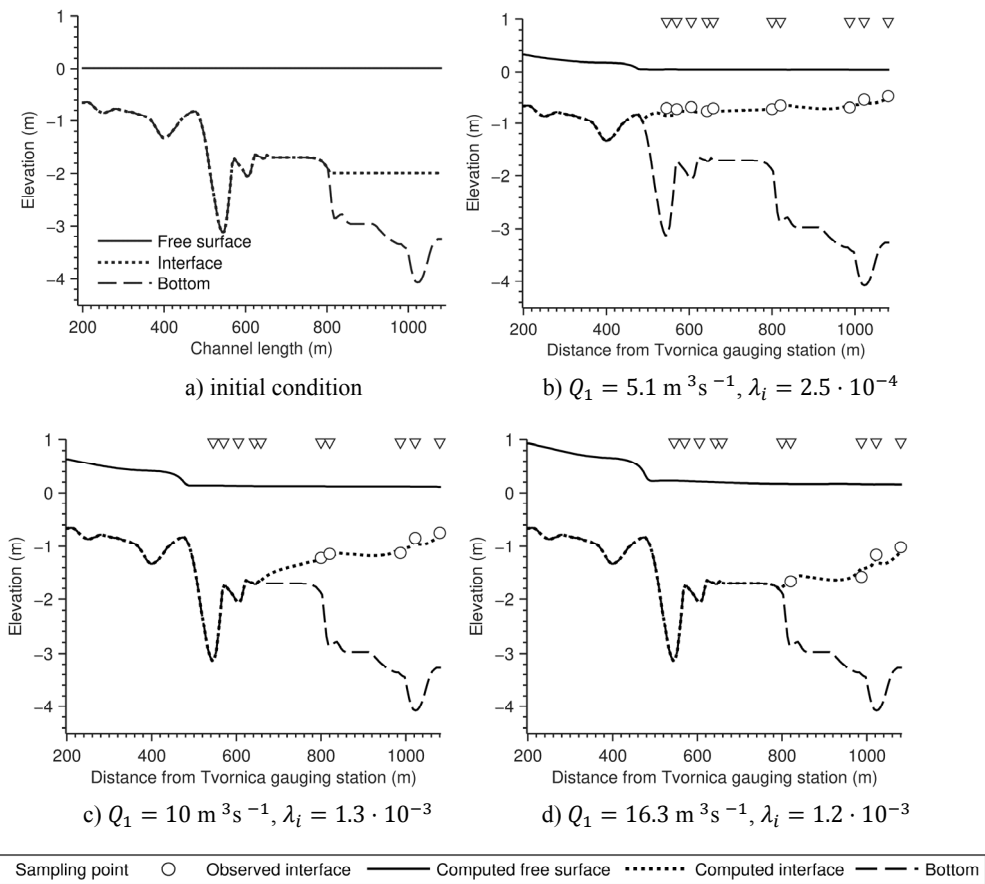 1
0
-1
-2
-3
-4
Elevation (m)
Free surface
Interface
Bottom
200 400 600 800 1000
Channel length (m)
a) initial condition
1
0
-1
-2
-3
-4
Elevation (m)
200 400 600 800 1000
Distance from Tvornica gauging station (m)
b) Q₁ = 5.1 m³s⁻¹, λᵢ = 2.5 · 10⁻⁴
1
0
-1
-2
-3
-4
Elevation (m)
200 400 600 800 1000
Distance from Tvornica gauging station (m)
c) Q₁ = 10 m³s⁻¹, λᵢ = 1.3 · 10⁻³
1
0
-1
-2
-3
-4
Elevation (m)
200 400 600 800 1000
Distance from Tvornica gauging station (m)
d) Q₁ = 16.3 m³s⁻¹, λᵢ = 1.2 · 10⁻³
Sampling point Observed interface Computed free surface Computed interface Bottom